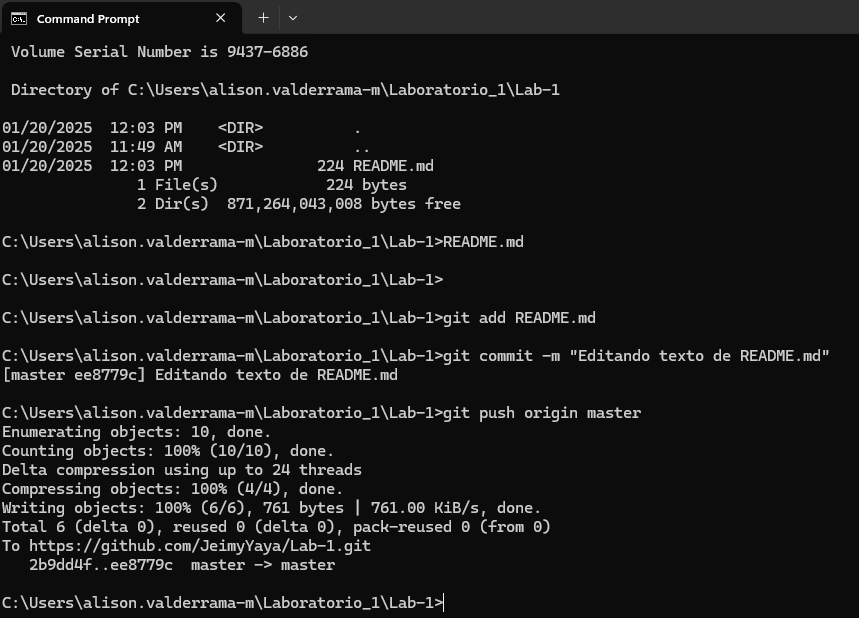 Command Prompt
Volume Serial Number is 9437-6886
Directory of C:\Users\alison.valderrama-m\Laboratorio_1\Lab-1
01/20/2025  12:03 PM    <DIR>          .
01/20/2025  11:49 AM    <DIR>          ..
01/20/2025  12:03 PM               224 README.md
1 File(s)            224 bytes
2 Dir(s)  871,264,043,008 bytes free
C:\Users\alison.valderrama-m\Laboratorio_1\Lab-1>README.md
C:\Users\alison.valderrama-m\Laboratorio_1\Lab-1>
C:\Users\alison.valderrama-m\Laboratorio_1\Lab-1>git add README.md
C:\Users\alison.valderrama-m\Laboratorio_1\Lab-1>git commit -m "Editando texto de README.md"
[master ee8779c] Editando texto de README.md
C:\Users\alison.valderrama-m\Laboratorio_1\Lab-1>git push origin master
Enumerating objects: 10, done.
Counting objects: 100% (10/10), done.
Delta compression using up to 24 threads
Compressing objects: 100% (4/4), done.
Writing objects: 100% (6/6), 761 bytes | 761.00 KiB/s, done.
Total 6 (delta 0), reused 0 (delta 0), pack-reused 0 (from 0)
To https://github.com/JeimyYaya/Lab-1.git
2b9dd4f..ee8779c  master -> master
C:\Users\alison.valderrama-m\Laboratorio_1\Lab-1>